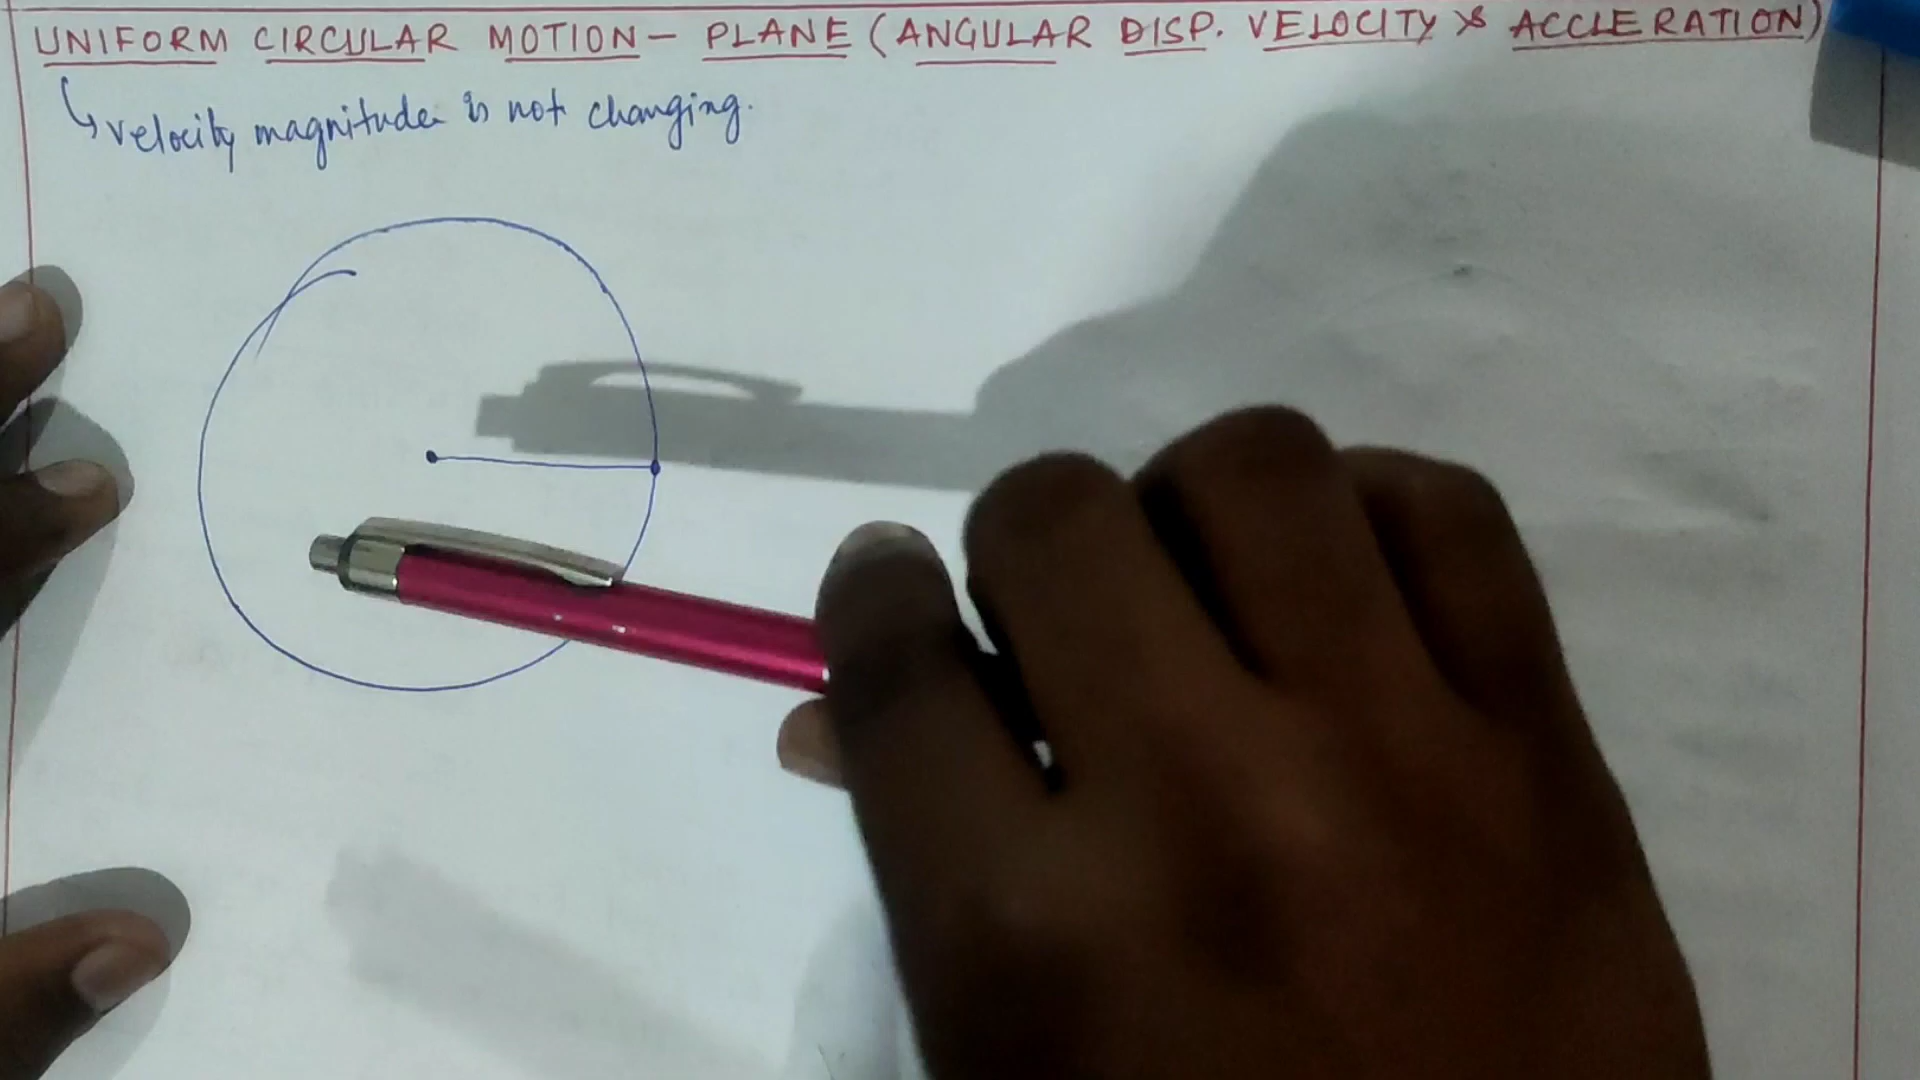 UNIFORM CIRCULAR MOTION - PLANE (ANGULAR DISP. VELOCITY & ACCLERATION)
velocity magnitude is not changing.